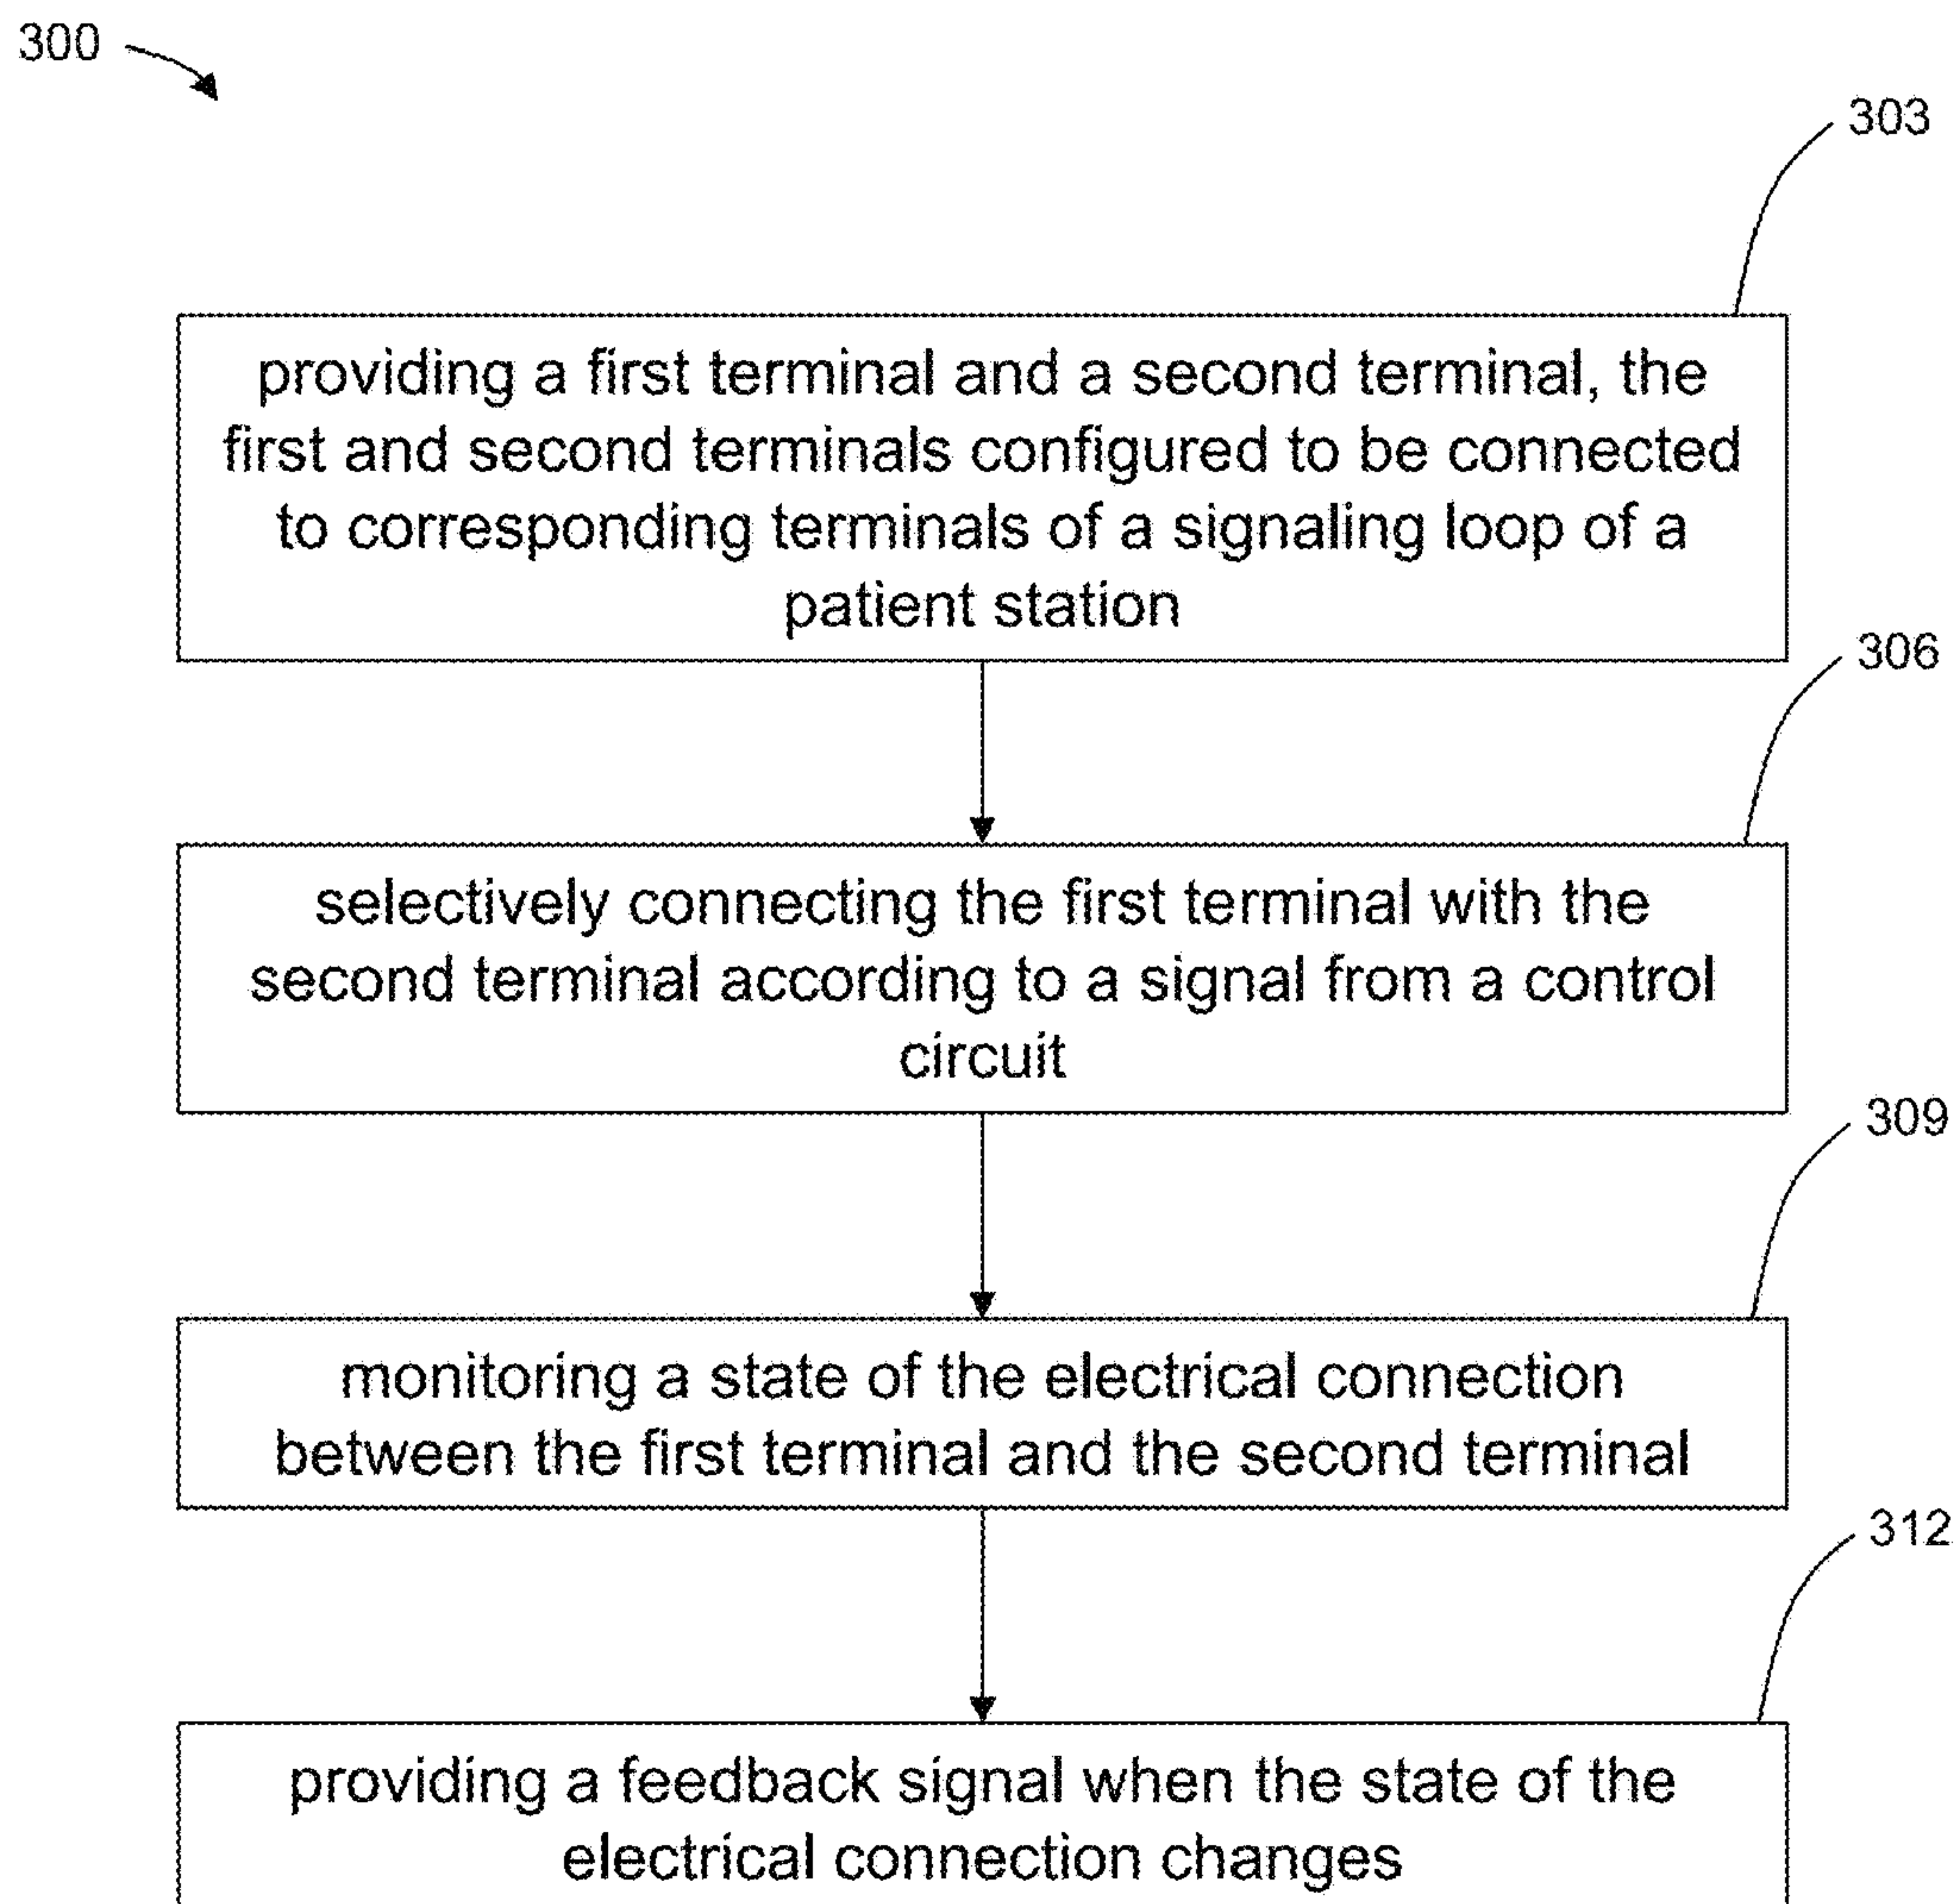 300
303
providing a first terminal and a second terminal, the
first and second terminals configured to be connected
to corresponding terminals of a signaling loop of a
patient station
306
selectively connecting the first terminal with the
second terminal according to a signal from a control
circuit
309
monitoring a state of the electrical connection
between the first terminal and the second terminal
312
providing a feedback signal when the state of the
electrical connection changes